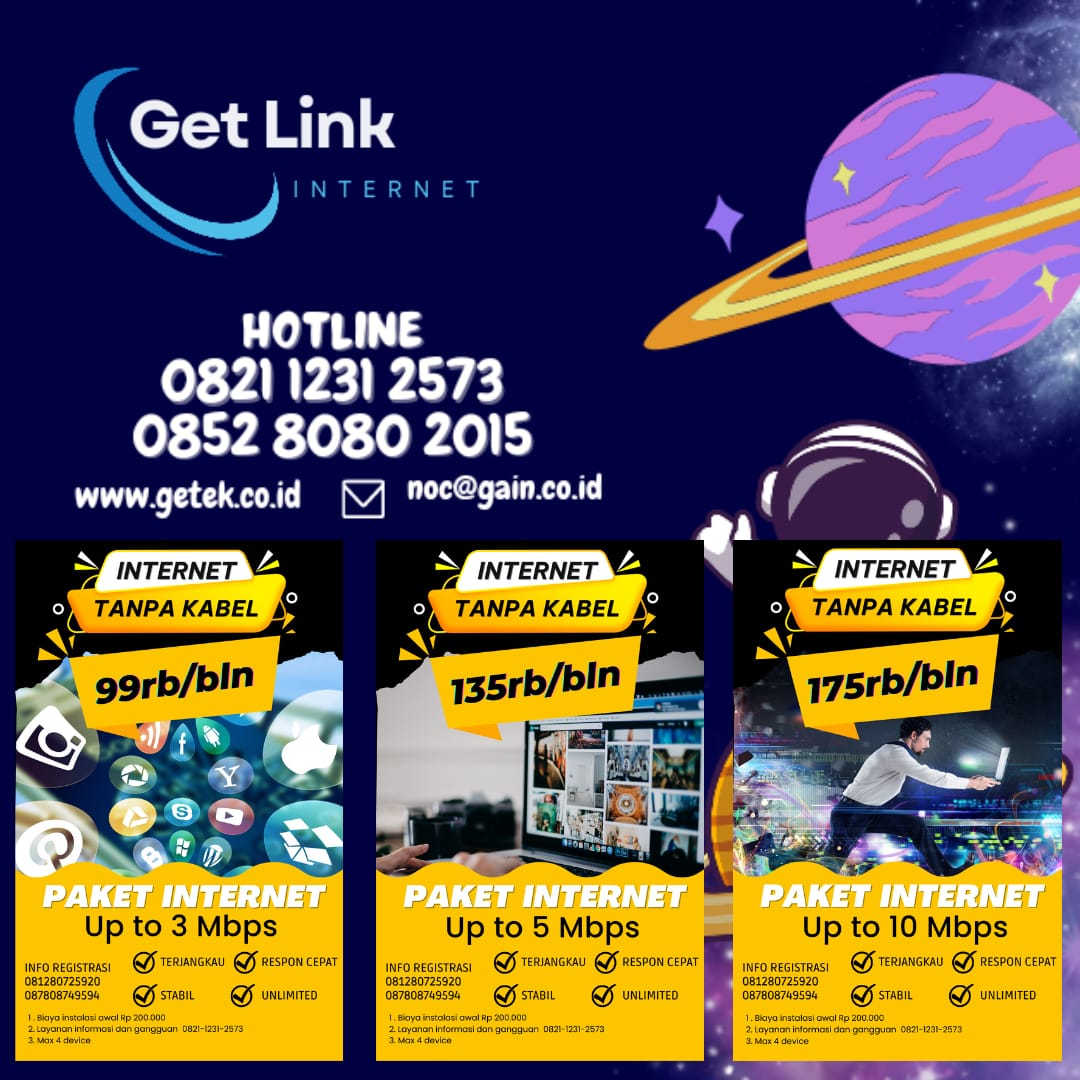 Get Link
INTERNET
HOTLINE
0821 1231 2573
0852 8080 2015
www.getek.co.id
noc@gain.co.id
INTERNET
TANPA KABEL
99rb/bln
PAKET INTERNET
Up to 3 Mbps
INFO REGISTRASI
081280725920
087808749594
TERJANGKAU
RESPON CEPAT
STABIL
UNLIMITED
1. Biaya instalasi awal Rp 200.000
2. Layanan informasi dan gangguan 0821-1231-2573
3. Max 4 device
INTERNET
TANPA KABEL
135rb/bln
PAKET INTERNET
Up to 5 Mbps
INFO REGISTRASI
081280725920
087808749594
TERJANGKAU
RESPON CEPAT
STABIL
UNLIMITED
1. Biaya instalasi awal Rp 200.000
2. Layanan informasi dan gangguan 0821-1231-2573
3. Max 4 device
INTERNET
TANPA KABEL
175rb/bln
PAKET INTERNET
Up to 10 Mbps
INFO REGISTRASI
081280725920
087808749594
TERJANGKAU
RESPON CEPAT
STABIL
UNLIMITED
1. Biaya instalasi awal Rp 200.000
2. Layanan informasi dan gangguan 0821-1231-2573
3. Max 4 device